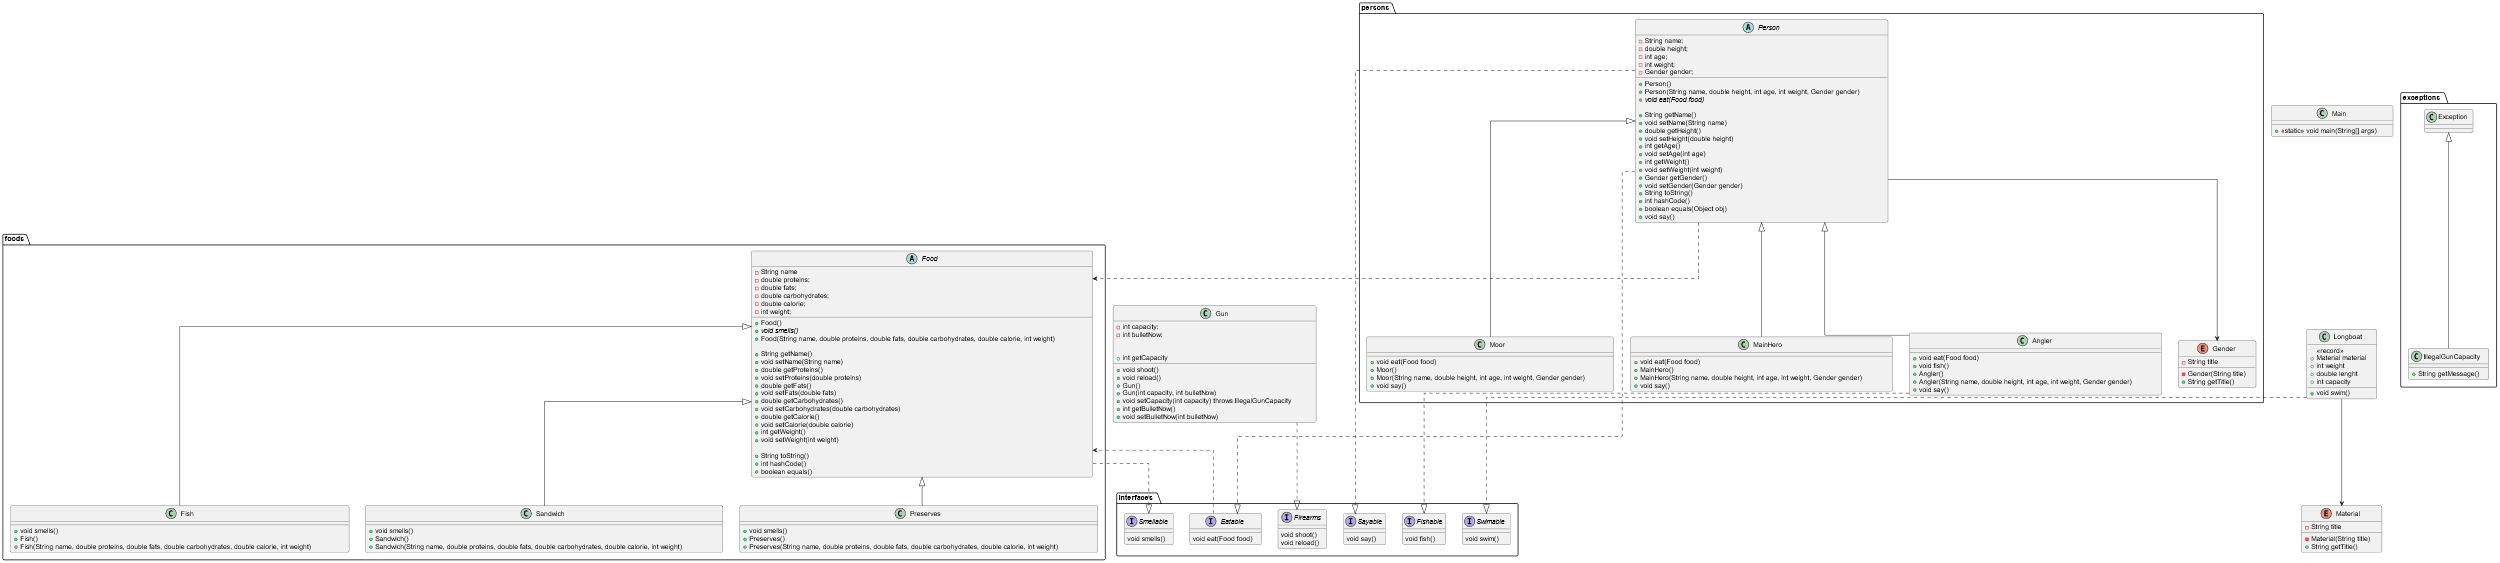 persons
Person
String name;
double height;
int age;
int weight;
Gender gender;
Person()
Person(String name, double height, int age, int weight, Gender gender)
void eat(Food food)
String getName()
void setName(String name)
double getHeight()
void setHeight(double height)
int getAge()
void setAge(int age)
int getWeight()
void setWeight(int weight)
Gender getGender()
void setGender(Gender gender)
String toString()
int hashCode()
boolean equals(Object obj)
void say()
Main
«static» void main(String[] args)
exceptions
Exception
IllegalGunCapacity
String getMessage()
foods
Food
String name
double proteins;
double fats;
double carbohydrates;
double calorie;
int weight;
Food()
void smells()
Food(String name, double proteins, double fats, double carbohydrates, double calorie, int weight)
String getName()
void setName(String name)
double getProteins()
void setProteins(double proteins)
double getFats()
void setFats(double fats)
double getCarbohydrates()
void setCarbohydrates(double carbohydrates)
double getCalorie()
void setCalorie(double calorie)
int getWeight()
void setWeight(int weight)
String toString()
int hashCode()
boolean equals()
Gun
int capacity;
int bulletNow;
int getCapacity
void shoot()
void reload()
Gun()
Gun(int capacity, int bulletNow)
void setCapacity(int capacity) throws IllegalGunCapacity
int getBulletNow()
void setBulletNow(int bulletNow)
Moor
void eat(Food food)
Moor()
Moor(String name, double height, int age, int weight, Gender gender)
void say()
MainHero
void eat(Food food)
MainHero()
MainHero(String name, double height, int age, int weight, Gender gender)
void say()
Angler
void eat(Food food)
void fish()
Angler()
Angler(String name, double height, int age, int weight, Gender gender)
void say()
Gender
String title
Gender(String title)
String getTitle()
Longboat
«record»
Material material
int weight
double lenght
int capacity
void swim()
Fish
void smells()
Fish()
Fish(String name, double proteins, double fats, double carbohydrates, double calorie, int weight)
Sandwich
void smells()
Sandwich()
Sandwich(String name, double proteins, double fats, double carbohydrates, double calorie, int weight)
Preserves
void smells()
Preserves()
Preserves(String name, double proteins, double fats, double carbohydrates, double calorie, int weight)
interfaces
Smellable
void smells()
Eatable
void eat(Food food)
Firearms
void shoot()
void reload()
Sayable
void say()
Fishable
void fish()
Swimable
void swim()
Material
String title
Material(String title)
String getTitle()